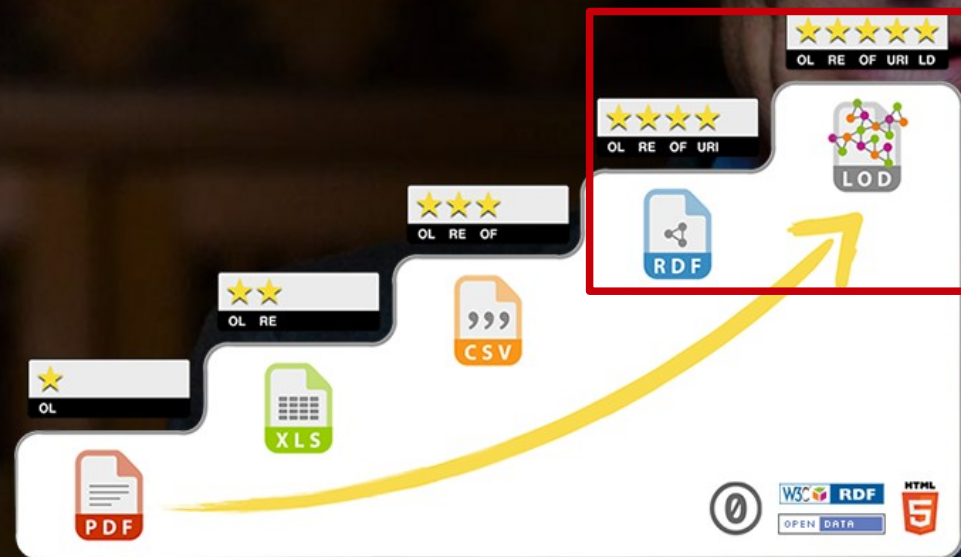 OL RE OF URI LD
LOD
OL RE OF URI
RDF
OL RE OF
CSV
OL RE
XLS
OL
PDF
0
W3C RDF
OPEN DATA
HTML
5